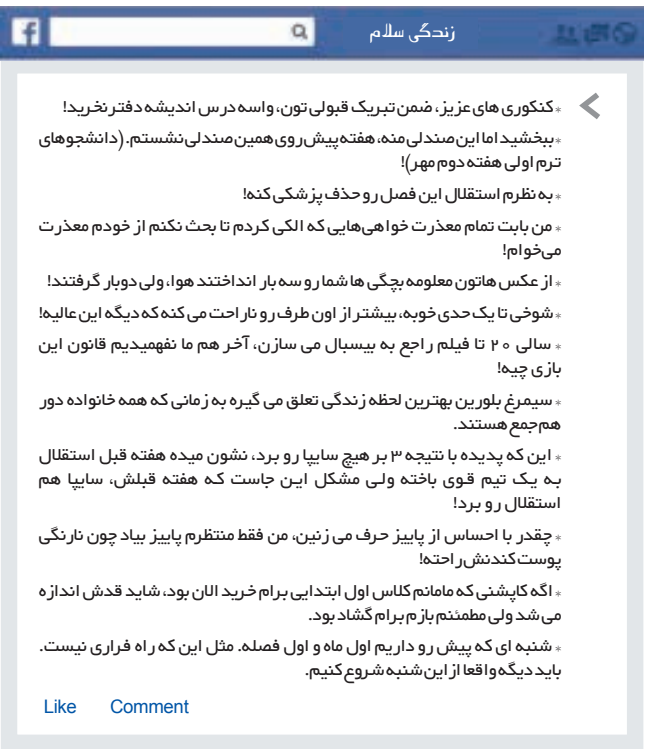 f
زندگی سلام
* کنکوری های عزیز، ضمن تبریک قبولی تون، واسه درس اندیشه دفتر نخرید!
* ببخشید اما این صندلی منه، هفته پیش روی همین صندلی نشستم. (دانشجوهای
ترم اولی هفته دوم مهر)!
* به نظرم استقلال این فصل رو حذف پزشکی کنه!
* من بابت تمام معذرت خواهی‌هایی که الکی کردم تا بحث نکنم از خودم معذرت
می‌خوام!
* از عکس هاتون معلومه بچگی ها شما رو سه بار انداختند هوا، ولی دوبار گرفتند!
* شوخی تا یک حدی خوبه، بیشتر از اون طرف رو ناراحت می کنه که دیگه این عالیه!
* سالی ۲۰ تا فیلم راجع به بیسبال می سازن، آخر هم ما نفهمیدیم قانون این
بازی چیه!
* سیمرغ بلورین بهترین لحظه زندگی تعلق می گیره به زمانی که همه خانواده دور
هم‌جمع هستند.
* این که پدیده با نتیجه ۳ بر هیچ سایپا رو برد، نشون میده هفته قبل استقلال
به یک تیم قوی باخته ولی مشکل این جاست که هفته قبلش، سایپا هم
استقلال رو برد!
* چقدر با احساس از پاییز حرف می زنین، من فقط منتظرم پاییز بیاد چون نارنگی
پوست کندنش راحته!
* اگه کاپشنی که مامانم کلاس اول ابتدایی برام خرید الان بود، شاید قدش اندازه
می شد ولی مطمئنم بازم برام گشاد بود.
* شنبه ای که پیش رو داریم اول ماه و اول فصله. مثل این که راه فراری نیست.
باید دیگه واقعا از این شنبه شروع کنیم.
Like Comment